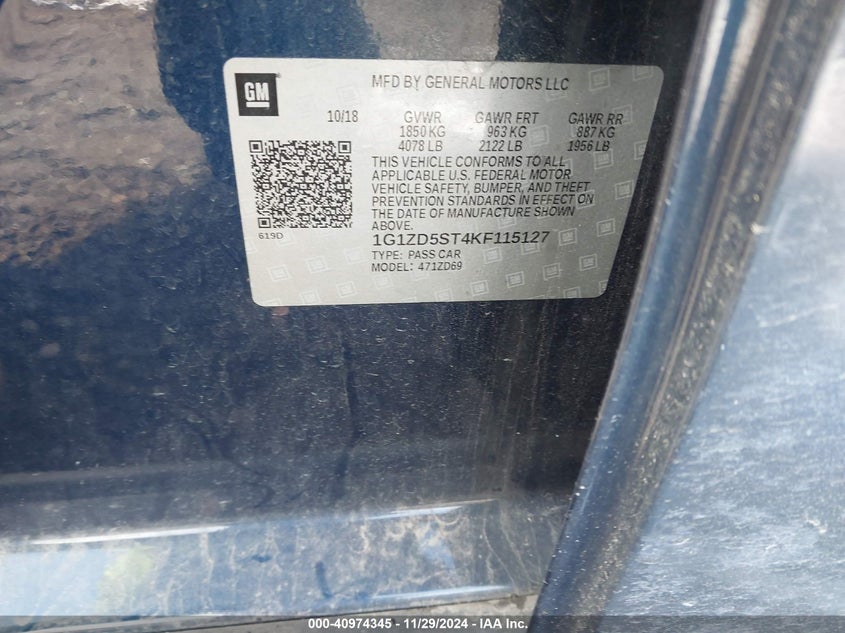 GM
MFD BY GENERAL MOTORS LLC
10/18 GVWR GAWR FRT GAWR RR
1850 KG 963 KG 887 KG
4078 LB 2122 LB 1956 LB
THIS VEHICLE CONFORMS TO ALL
APPLICABLE U.S. FEDERAL MOTOR
VEHICLE SAFETY, BUMPER, AND THEFT
PREVENTION STANDARDS IN EFFECT ON
THE DATE OF MANUFACTURE SHOWN
ABOVE.
619D
1G1ZD5ST4KF115127
TYPE: PASS CAR
MODEL: 471ZD69
000-40974345 - 11/29/2024 - IAA Inc.